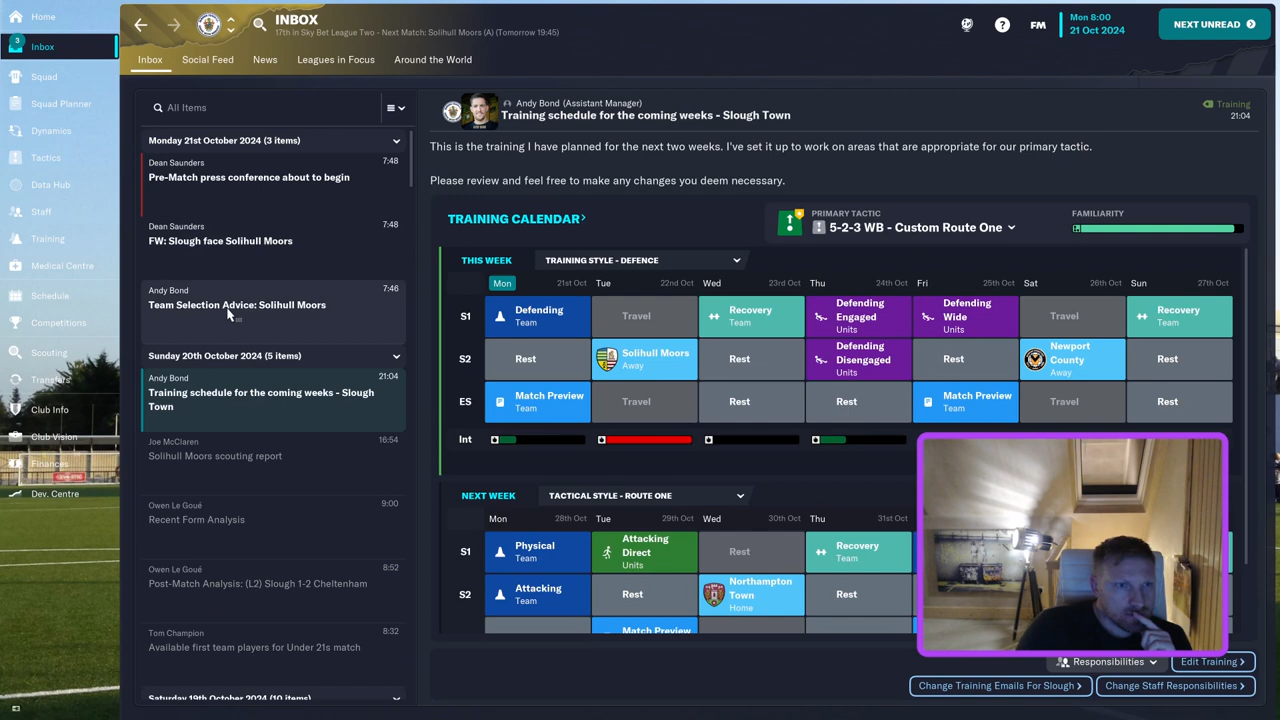 Home
3
Inbox
Squad
Squad Planner
Dynamics
Tactics
Data Hub
Staff
Training
Medical Centre
Schedule
Competitions
Scouting
Transfers
Club Info
Club Vision
Finances
Dev. Centre
INBOX
17th in Sky Bet League Two - Next Match: Solihull Moors (A) (Tomorrow 19:45)
FM
Mon 8:00
21 Oct 2024
NEXT UNREAD
Inbox
Social Feed
News
Leagues in Focus
Around the World
All Items
Monday 21st October 2024 (3 items)
Dean Saunders
7:48
Pre-Match press conference about to begin
Dean Saunders
7:48
FW: Slough face Solihull Moors
Andy Bond
7:46
Team Selection Advice: Solihull Moors
Sunday 20th October 2024 (5 items)
Andy Bond
21:04
Training schedule for the coming weeks - Slough
Town
Joe McClaren
16:54
Solihull Moors scouting report
Owen Le Goué
9:00
Recent Form Analysis
Owen Le Goué
8:52
Post-Match Analysis: (L2) Slough 1-2 Cheltenham
Tom Champion
8:32
Available first team players for Under 21s match
Saturday 19th October 2024 (10 items)
Andy Bond (Assistant Manager)
Training schedule for the coming weeks - Slough Town
Training
21:04
This is the training I have planned for the next two weeks. I've set it up to work on areas that are appropriate for our primary tactic.
Please review and feel free to make any changes you deem necessary.
TRAINING CALENDAR
PRIMARY TACTIC
5-2-3 WB - Custom Route One
FAMILIARITY
THIS WEEK
TRAINING STYLE - DEFENCE
Mon 21st Oct Tue 22nd Oct Wed 23rd Oct Thu 24th Oct Fri 25th Oct Sat 26th Oct Sun 27th Oct
S1
Defending
Team
Travel
Recovery
Team
Defending
Engaged
Units
Defending
Wide
Units
Travel
Recovery
Team
S2
Rest
Solihull Moors
Away
Rest
Defending
Disengaged
Units
Rest
Newport
County
Away
Rest
ES
Match Preview
Team
Travel
Rest
Rest
Match Preview
Team
Travel
Rest
Int
NEXT WEEK
TACTICAL STYLE - ROUTE ONE
Mon 28th Oct Tue 29th Oct Wed 30th Oct Thu 31st Oct
S1
Physical
Team
Attacking
Direct
Units
Rest
Recovery
Team
S2
Attacking
Team
Rest
Northampton
Town
Home
Rest
Match Preview
Responsibilities
Edit Training
Change Training Emails For Slough
Change Staff Responsibilities